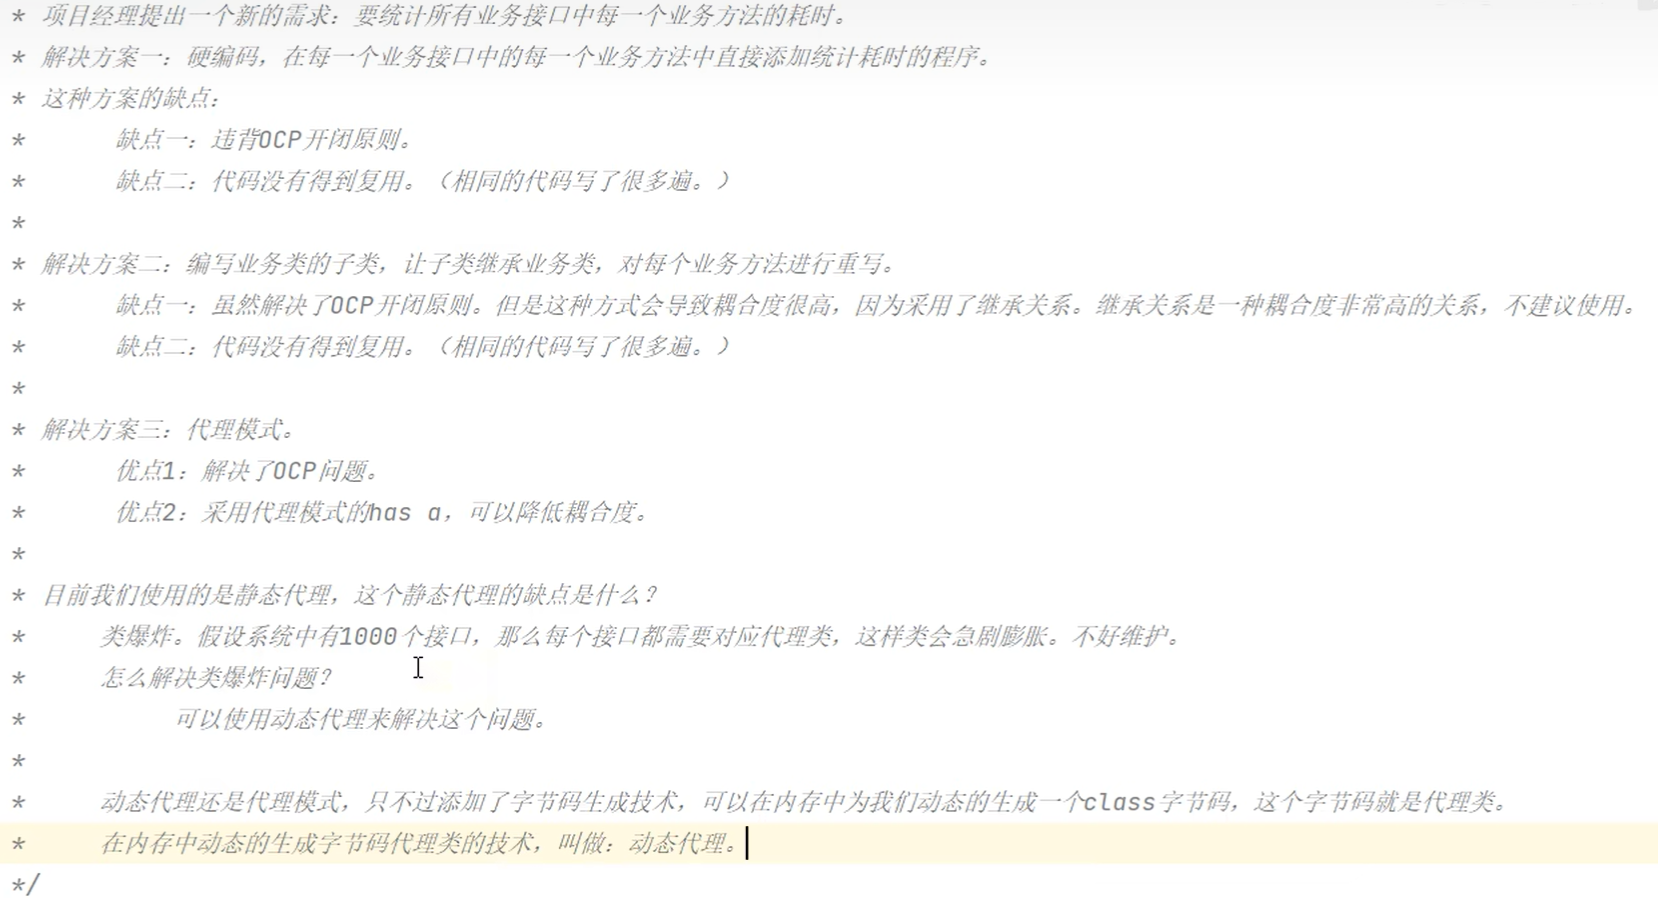 * 项目经理提出一个新的需求：要统计所有业务接口中每一个业务方法的耗时。
* 解决方案一：硬编码，在每一个业务接口中的每一个业务方法中直接添加统计耗时的程序。
* 这种方案的缺点：
* 缺点一：违背OCP开闭原则。
* 缺点二：代码没有得到复用。（相同的代码写了很多遍。）
*
* 解决方案二：编写业务类的子类，让子类继承业务类，对每个业务方法进行重写。
* 缺点一：虽然解决了OCP开闭原则。但是这种方式会导致耦合度很高，因为采用了继承关系。继承关系是一种耦合度非常高的关系，不建议使用。
* 缺点二：代码没有得到复用。（相同的代码写了很多遍。）
*
* 解决方案三：代理模式。
* 优点1：解决了OCP问题。
* 优点2：采用代理模式的has a，可以降低耦合度。
*
* 目前我们使用的是静态代理，这个静态代理的缺点是什么？
* 类爆炸。假设系统中有1000个接口，那么每个接口都需要对应代理类，这样类会急剧膨胀。不好维护。
* 怎么解决类爆炸问题？
* 可以使用动态代理来解决这个问题。
*
* 动态代理还是代理模式，只不过添加了字节码生成技术，可以在内存中为我们动态的生成一个class字节码，这个字节码就是代理类。
* 在内存中动态的生成字节码代理类的技术，叫做：动态代理。
*/